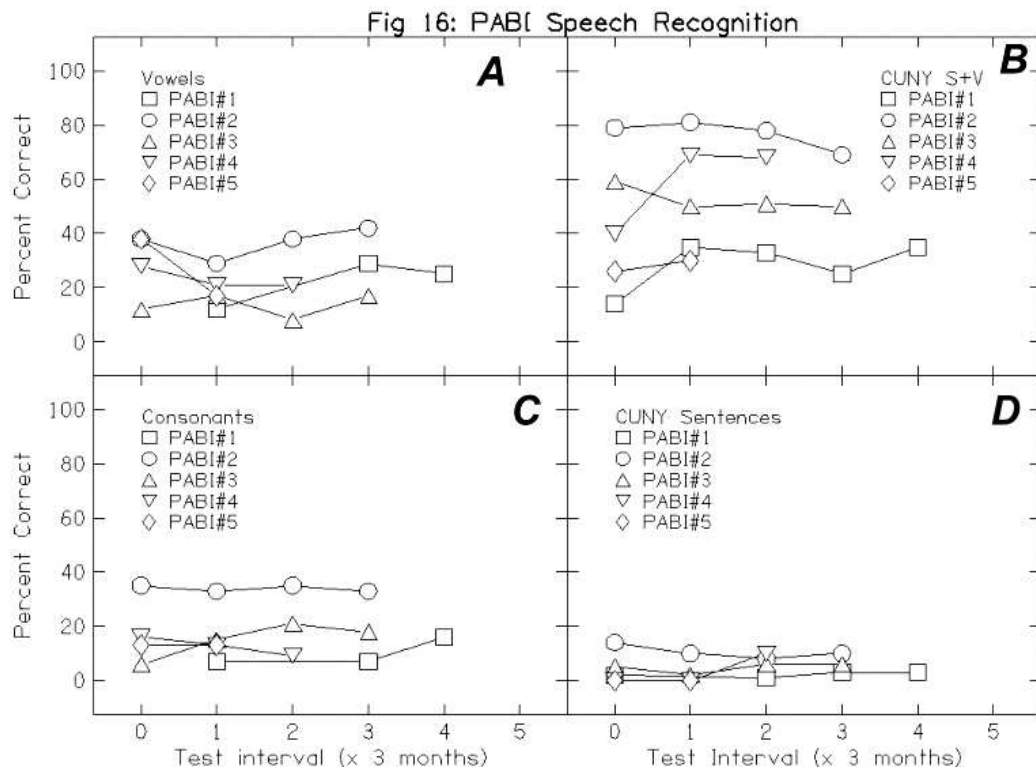 Fig 16: PABI Speech Recognition
A
Vowels
PABI#1
PABI#2
PABI#3
PABI#4
PABI#5
100
80
60
40
20
0
Percent Correct
B
CUNY S+V
PABI#1
PABI#2
PABI#3
PABI#4
PABI#5
C
Consonants
PABI#1
PABI#2
PABI#3
PABI#4
PABI#5
100
80
60
40
20
0
Percent Correct
0 1 2 3 4 5
Test interval (x 3 months)
D
CUNY Sentences
PABI#1
PABI#2
PABI#3
PABI#4
PABI#5
0 1 2 3 4 5
Test Interval (x 3 months)